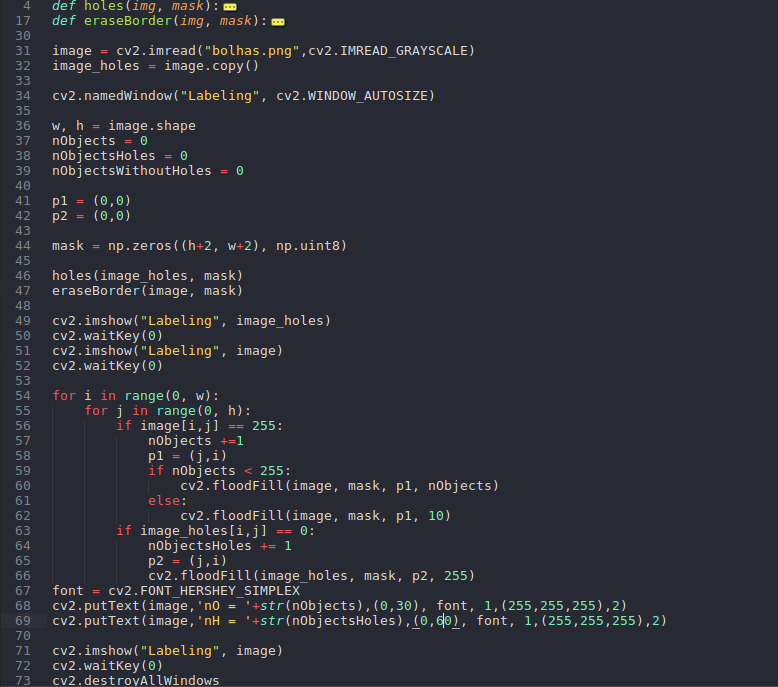 4 def holes(img, mask):
17 def eraseBorder(img, mask):
30
31 image = cv2.imread("bolhas.png",cv2.IMREAD_GRAYSCALE)
32 image_holes = image.copy()
33
34 cv2.namedWindow("Labeling", cv2.WINDOW_AUTOSIZE)
35
36 w, h = image.shape
37 nObjects = 0
38 nObjectsHoles = 0
39 nObjectsWithoutHoles = 0
40
41 p1 = (0,0)
42 p2 = (0,0)
43
44 mask = np.zeros((h+2, w+2), np.uint8)
45
46 holes(image_holes, mask)
47 eraseBorder(image, mask)
48
49 cv2.imshow("Labeling", image_holes)
50 cv2.waitKey(0)
51 cv2.imshow("Labeling", image)
52 cv2.waitKey(0)
53
54 for i in range(0, w):
55     for j in range(0, h):
56         if image[i,j] == 255:
57             nObjects +=1
58             p1 = (j,i)
59             if nObjects < 255:
60                 cv2.floodFill(image, mask, p1, nObjects)
61             else:
62                 cv2.floodFill(image, mask, p1, 10)
63         if image_holes[i,j] == 0:
64             nObjectsHoles += 1
65             p2 = (j,i)
66             cv2.floodFill(image_holes, mask, p2, 255)
67 font = cv2.FONT_HERSHEY_SIMPLEX
68 cv2.putText(image,'nO = '+str(nObjects),(0,30), font, 1,(255,255,255),2)
69 cv2.putText(image,'nH = '+str(nObjectsHoles),(0,60), font, 1,(255,255,255),2)
70
71 cv2.imshow("Labeling", image)
72 cv2.waitKey(0)
73 cv2.destroyAllWindows